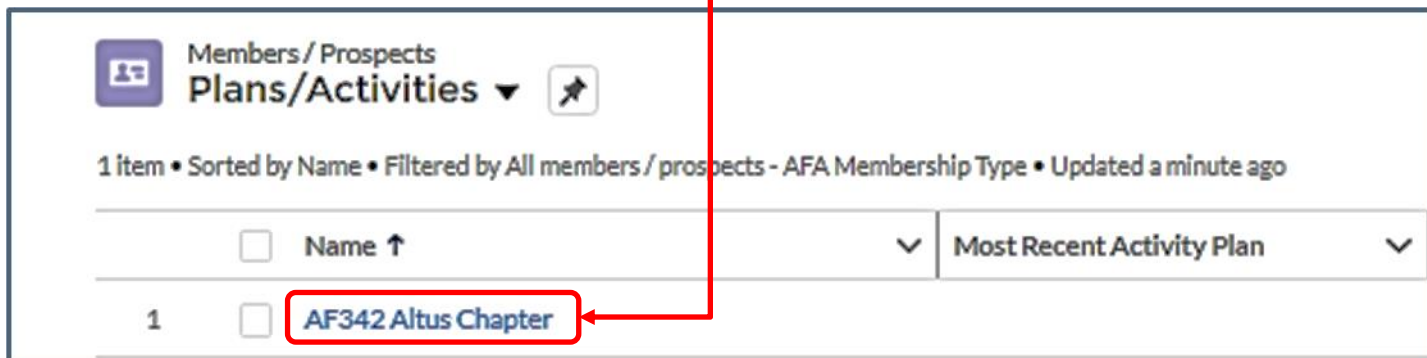 Members / Prospects
Plans/Activities
1 item • Sorted by Name • Filtered by All members / prospects - AFA Membership Type • Updated a minute ago
Name ↑ Most Recent Activity Plan
1 AF342 Altus Chapter